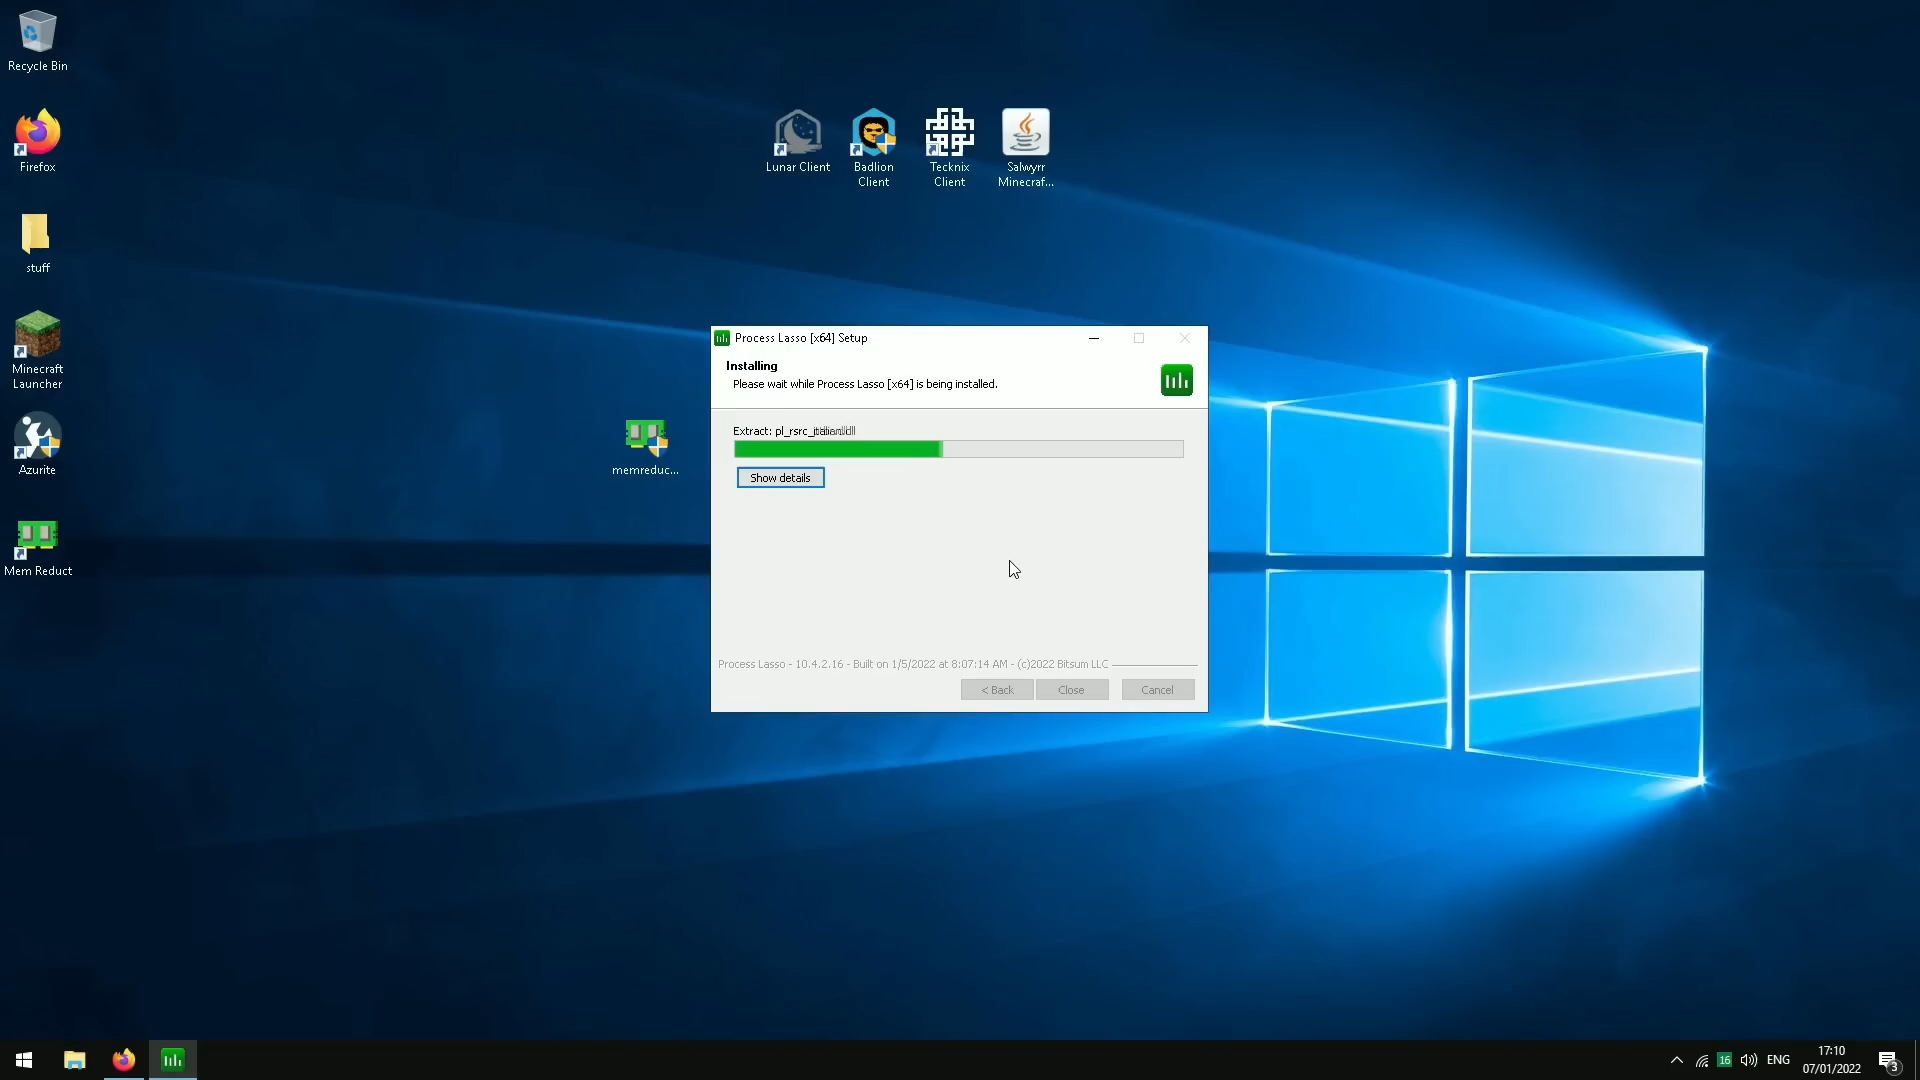 Recycle Bin
Firefox
stuff
Minecraft
Launcher
Azurite
Mem Reduct
Lunar Client
Badlion
Client
Tecknix
Client
Salwyrr
Minecraf...
memreduc...
Process Lasso [x64] Setup
Installing
Please wait while Process Lasso [x64] is being installed.
Extract: pl_rsrc_
Show details
Process Lasso - 10.4.2.16 - Built on 1/5/2022 at 8:07:14 AM - (c)2022 Bitsum LLC
< Back
Close
Cancel
16
ENG
17:10
07/01/2022
3